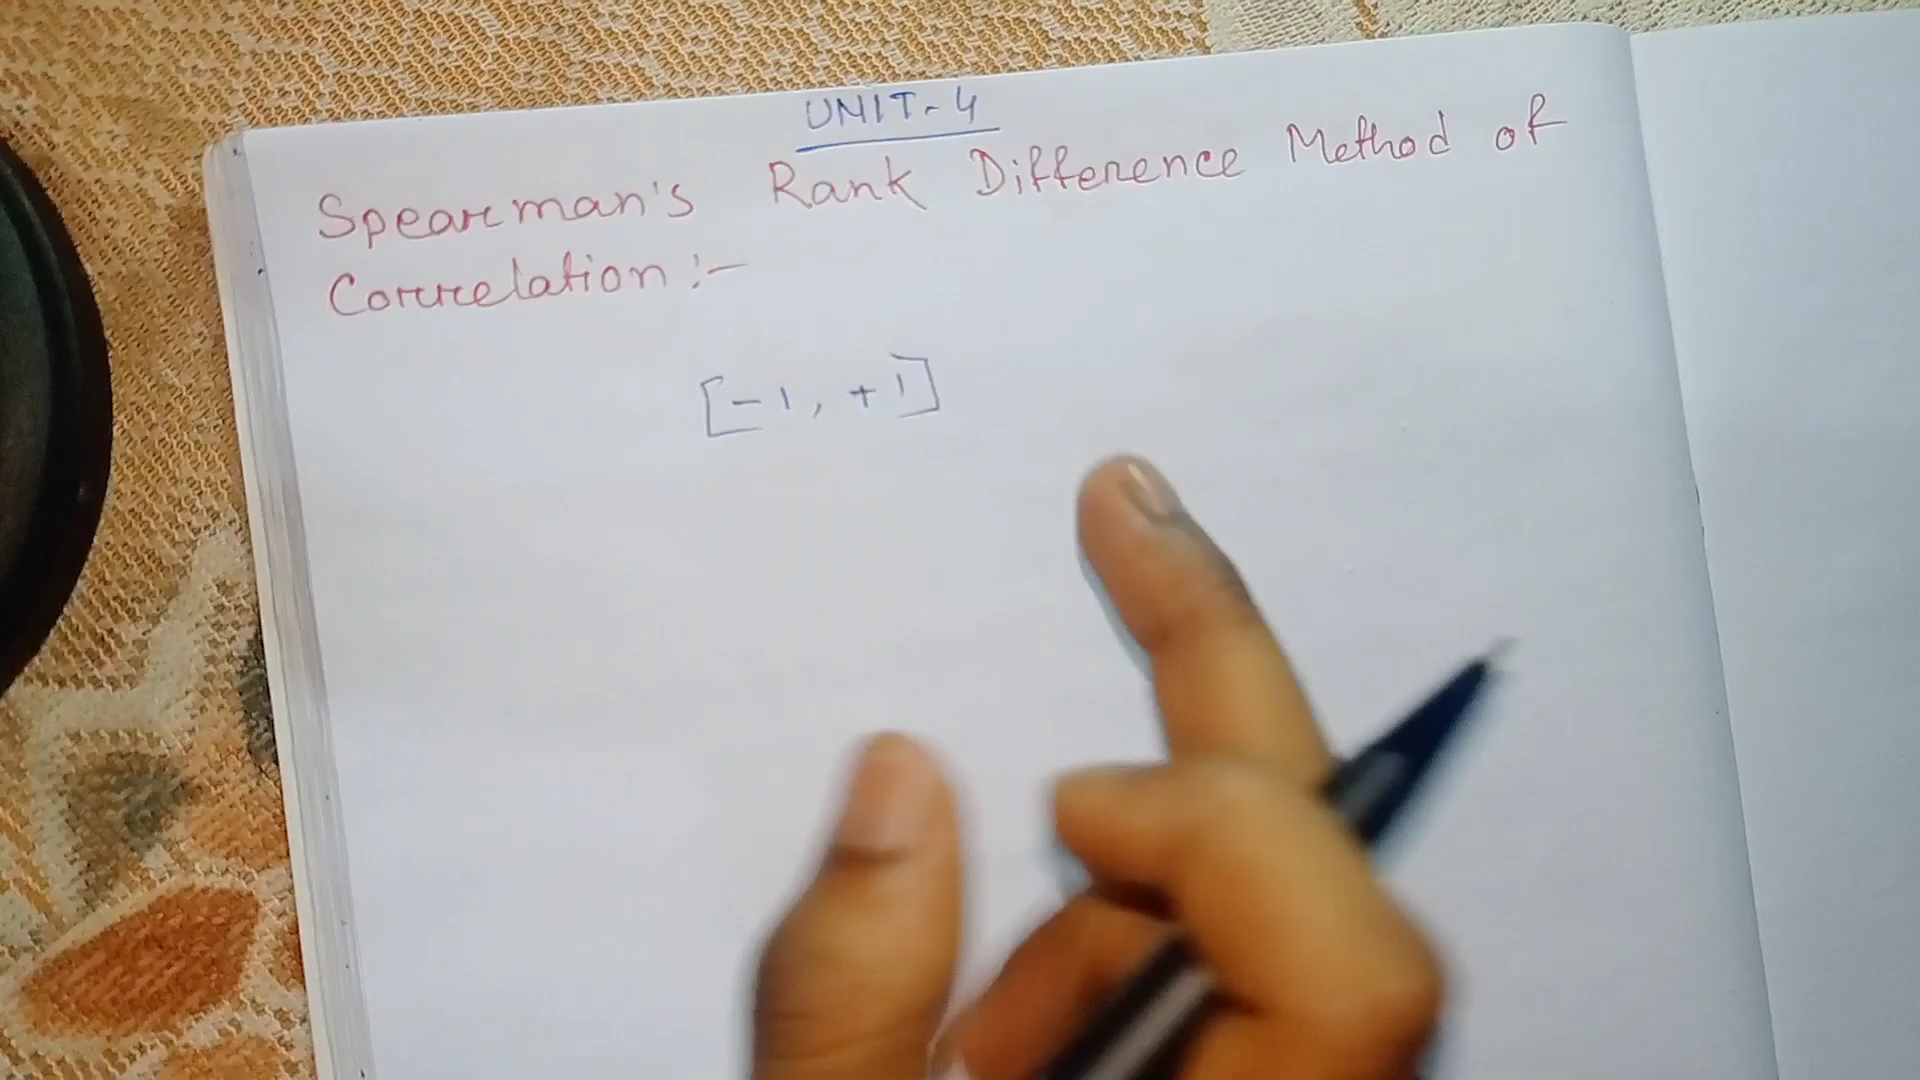 UNIT-4
Spearman's Rank Difference Method of
Correlation :-
[-1, +1]